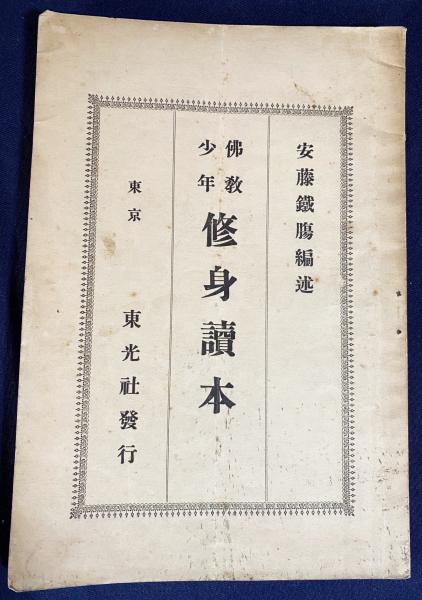 安藤鐵膓編述
佛教
少年
修身讀本
東京
東光社發行